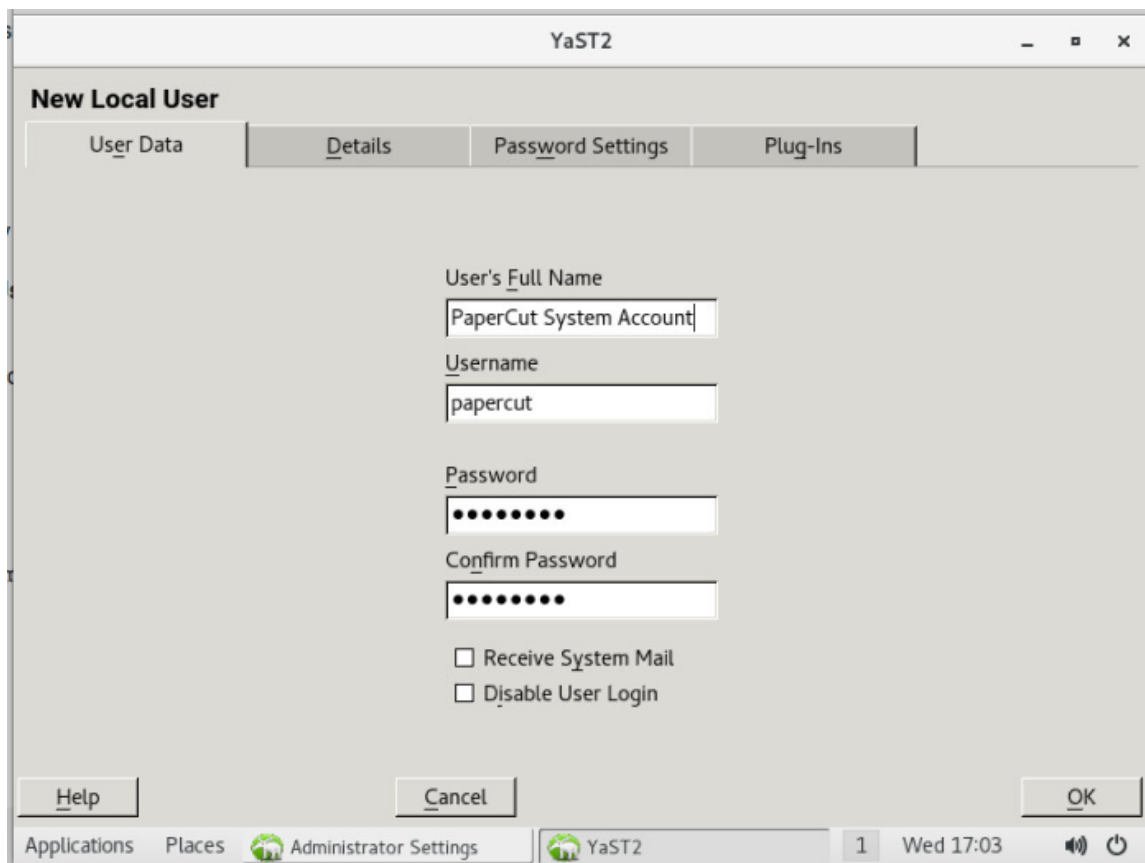 YaST2
New Local User
User Data
Details
Password Settings
Plug-Ins
User's Full Name
PaperCut System Account
Username
papercut
Password
Confirm Password
Receive System Mail
Disable User Login
Help
Cancel
OK
Applications Places Administrator Settings YaST2 1 Wed 17:03